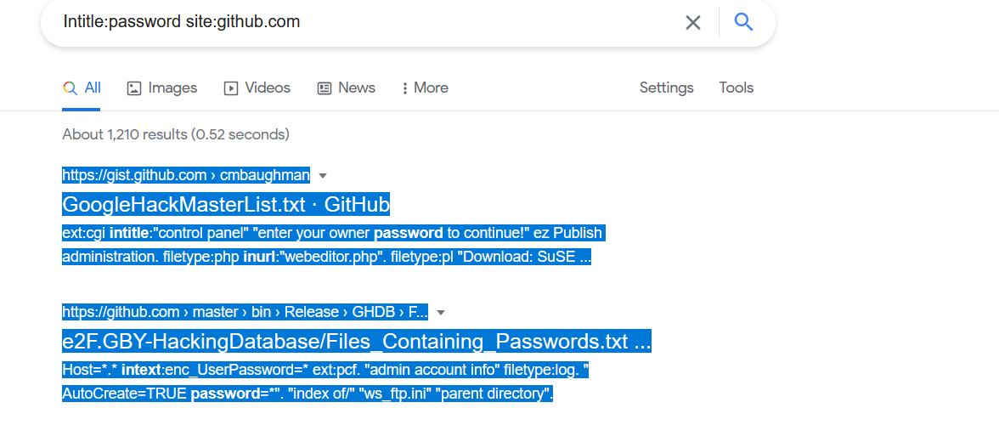 Intitle:password site:github.com
All Images Videos News More Settings Tools
About 1,210 results (0.52 seconds)
https://gist.github.com › cmbaughman
GoogleHackMasterList.txt · GitHub
ext:cgi intitle:"control panel" "enter your owner password to continue!" ez Publish
administration. filetype:php inurl:"webeditor.php". filetype:pl "Download: SuSE ...
https://github.com › master › bin › Release › GHDB › F...
e2F.GBY-HackingDatabase/Files_Containing_Passwords.txt ...
Host=*.* intext:enc_UserPassword=* ext:pcf. "admin account info" filetype:log. "
AutoCreate=TRUE password=*". "index of/" "ws_ftp.ini" "parent directory".